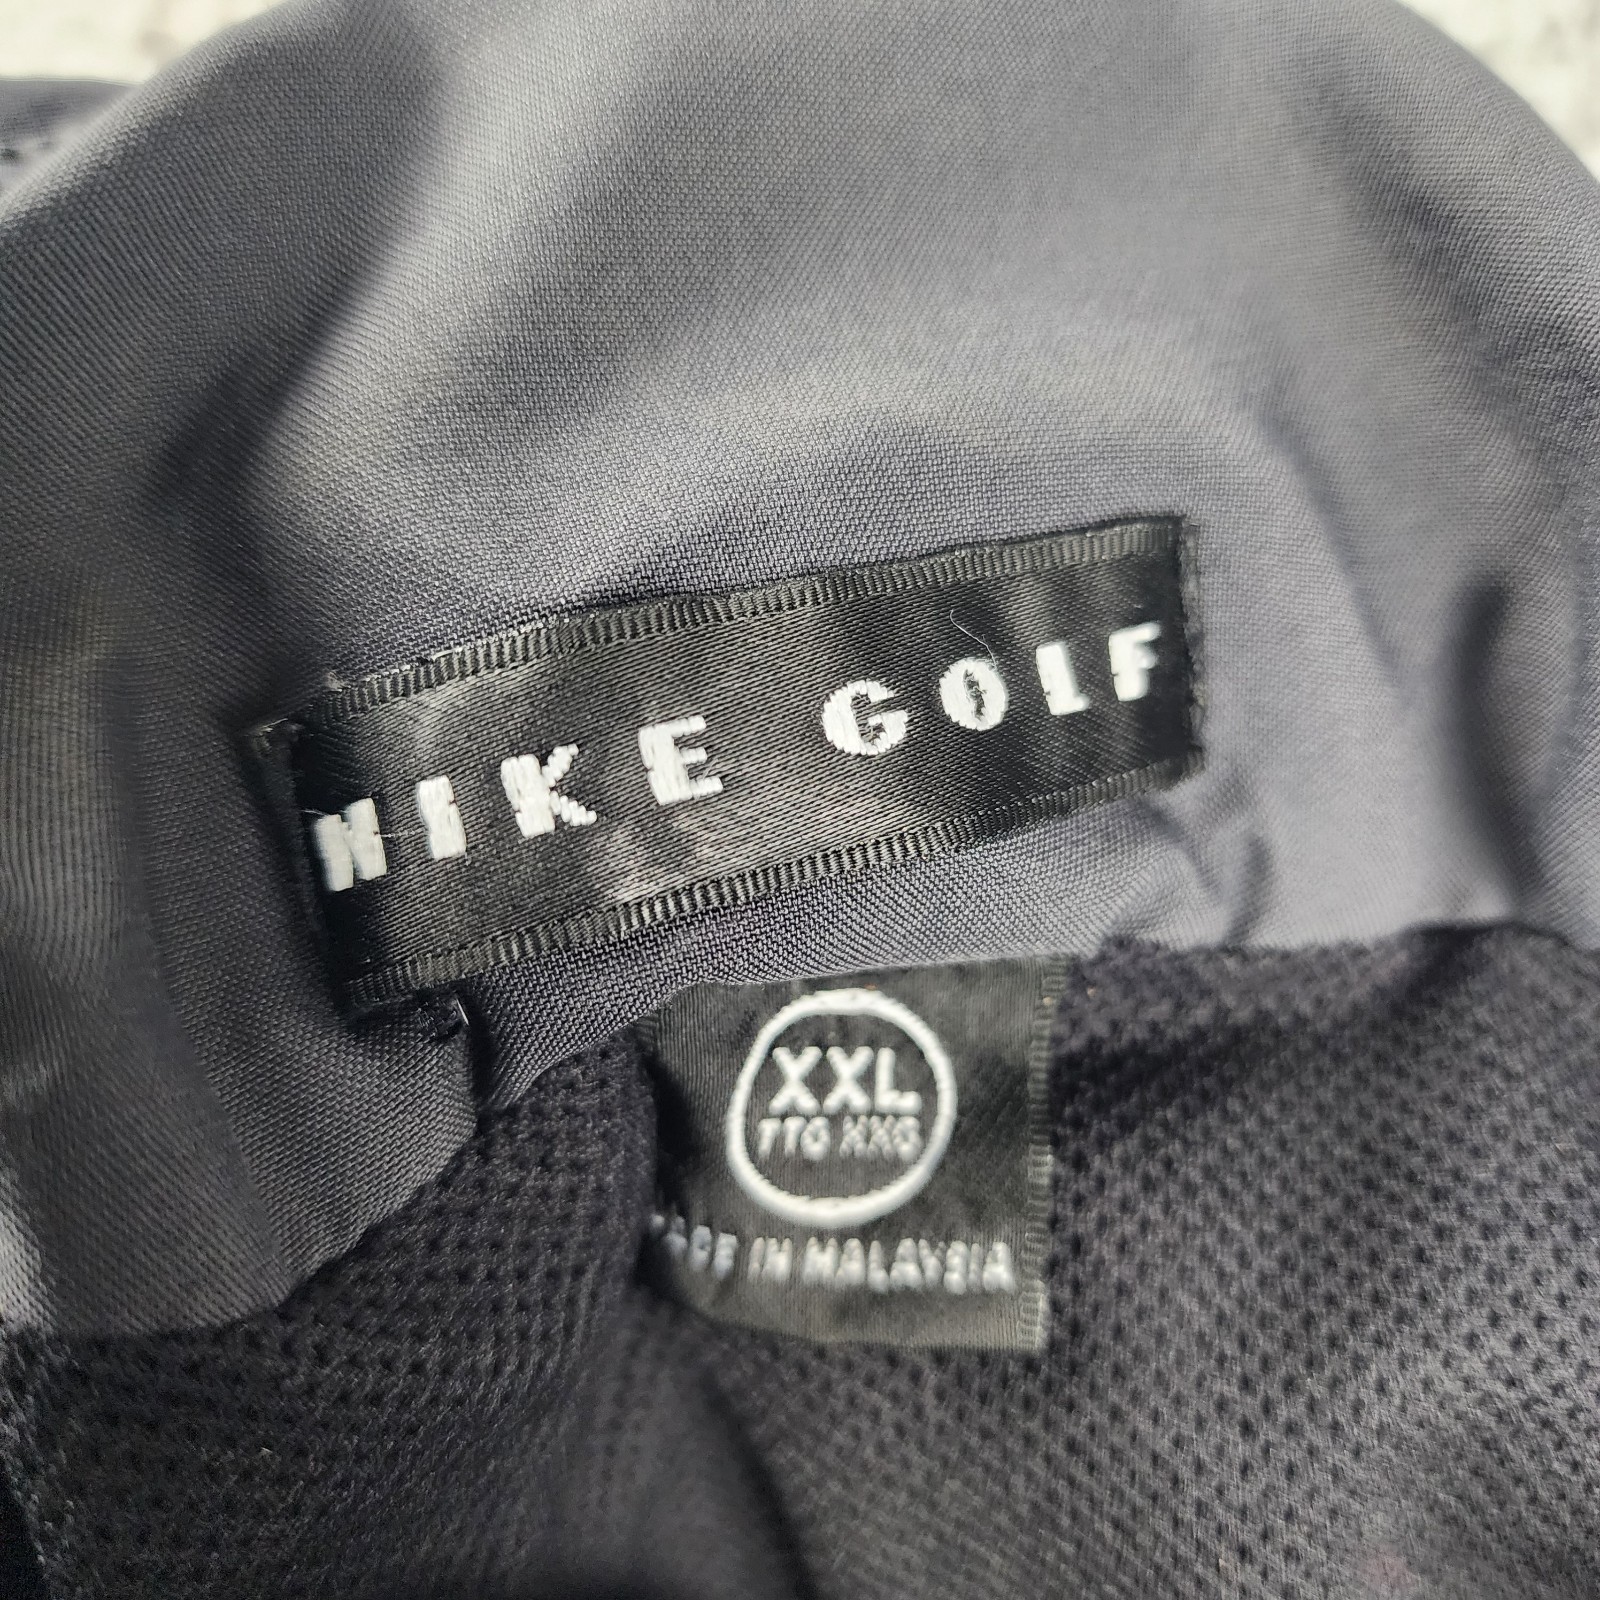 NIKE GOLF
XXL
TTG XXG
MADE IN MALAYSIA